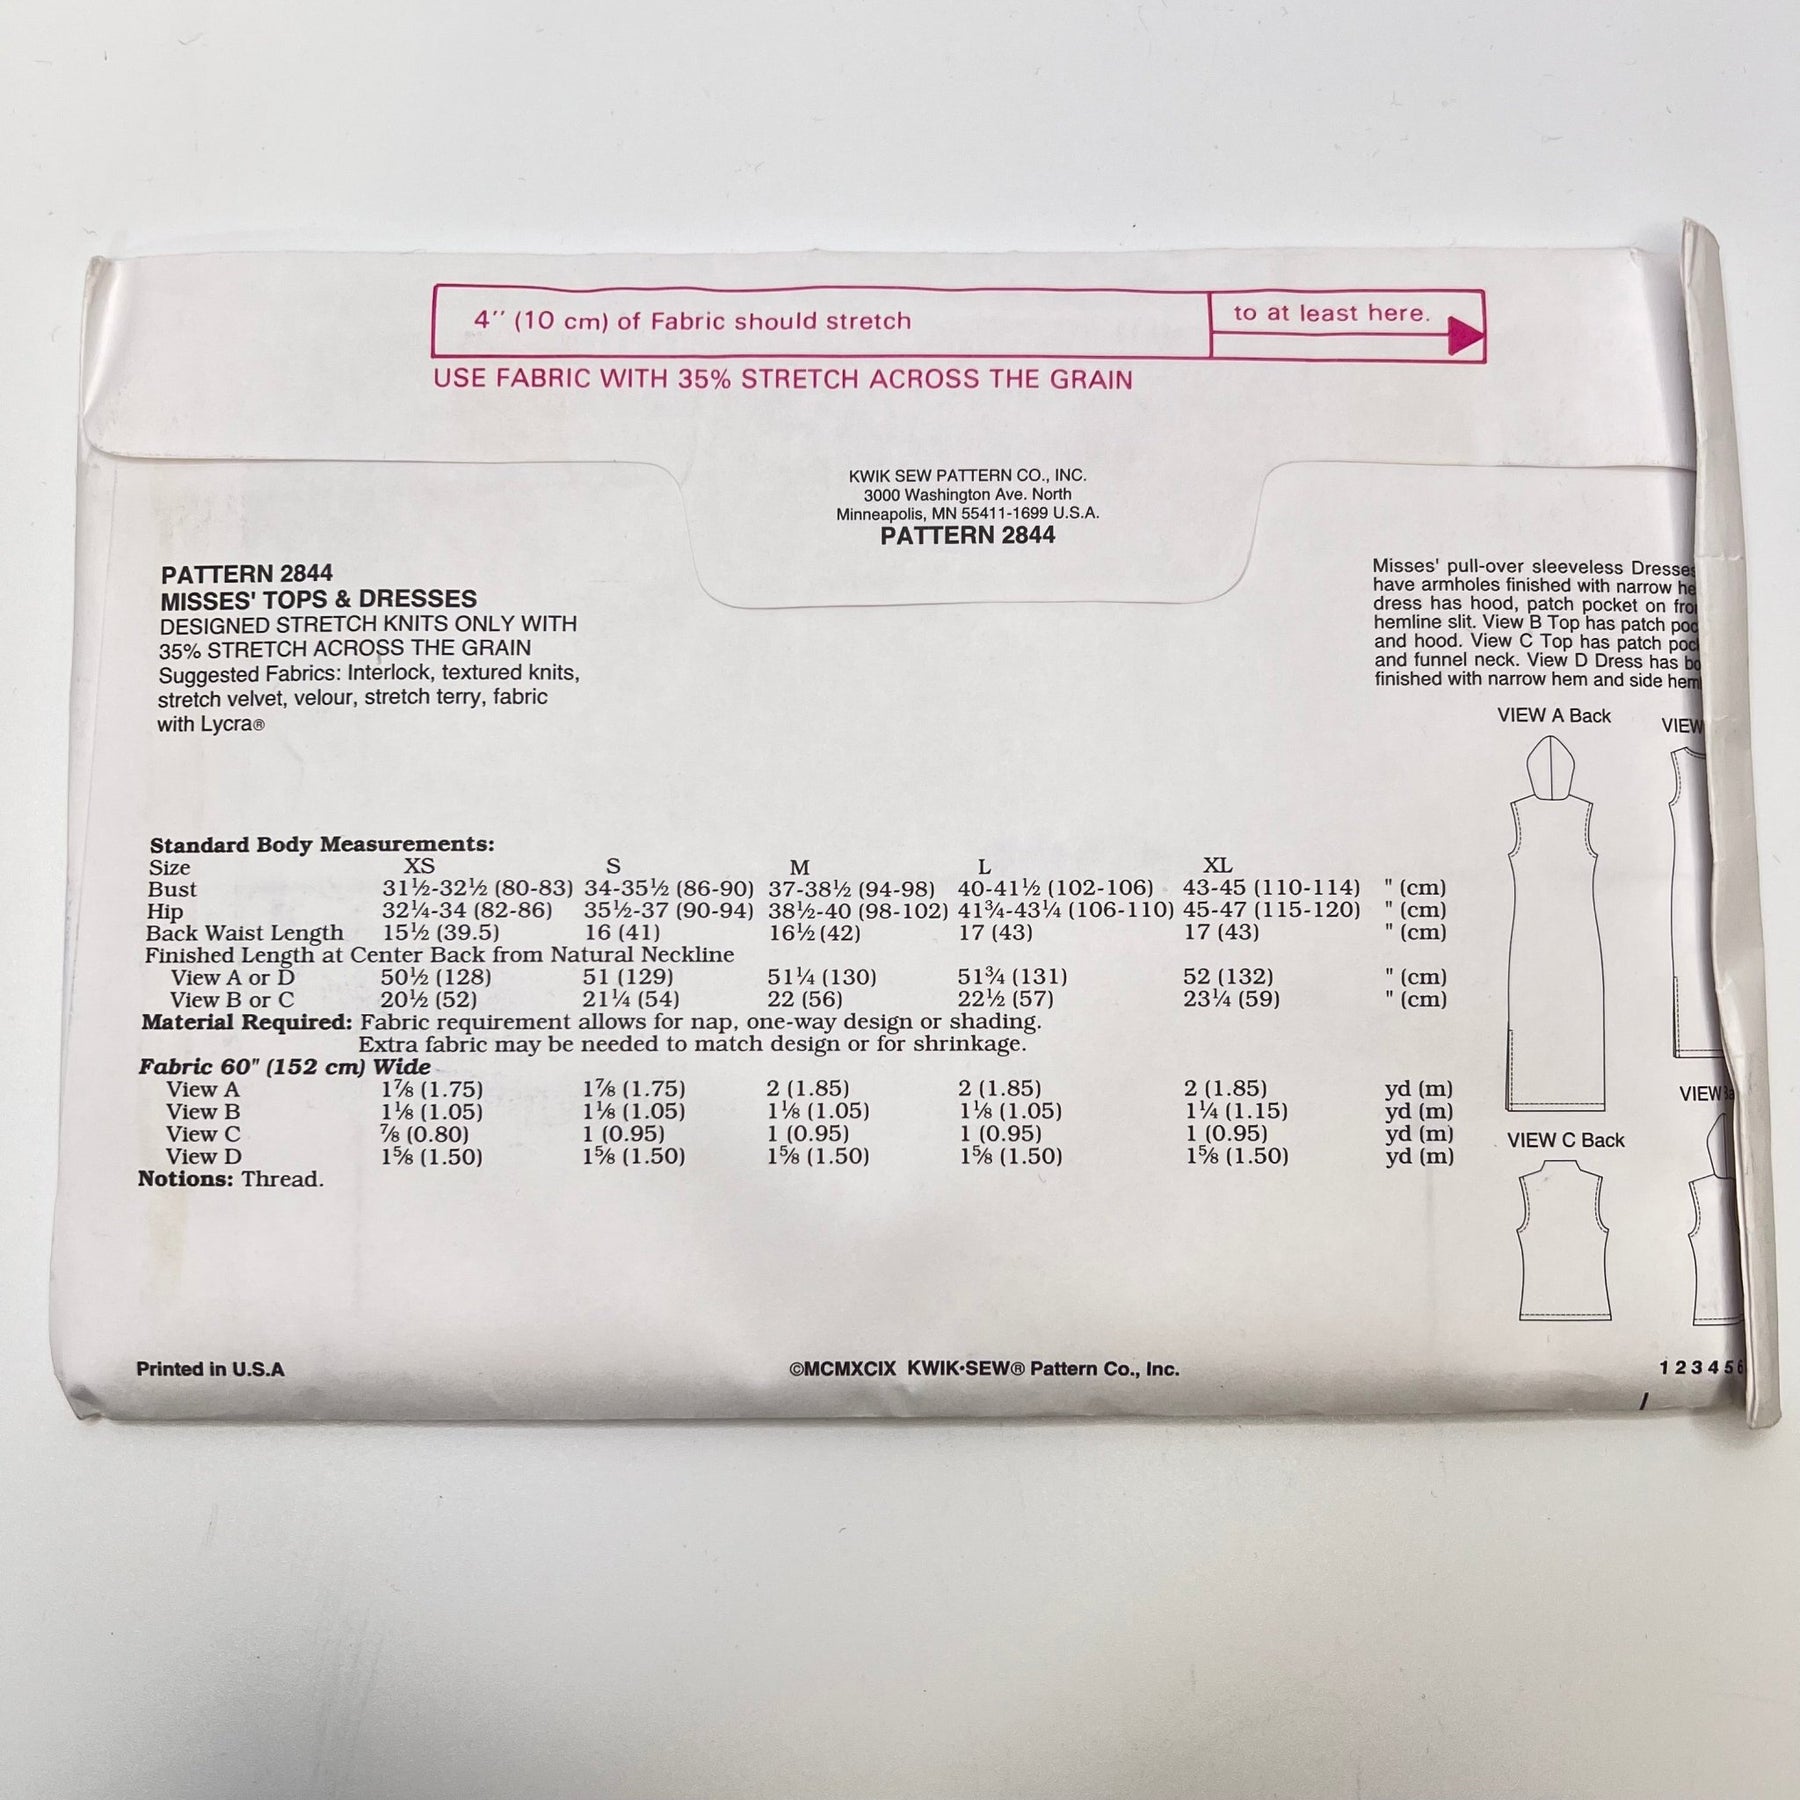 4" (10 cm) of Fabric should stretch
to at least here.
USE FABRIC WITH 35% STRETCH ACROSS THE GRAIN
KWIK SEW PATTERN CO., INC.
3000 Washington Ave. North
Minneapolis, MN 55411-1699 U.S.A.
PATTERN 2844
PATTERN 2844
MISSES' TOPS & DRESSES
DESIGNED STRETCH KNITS ONLY WITH
35% STRETCH ACROSS THE GRAIN
Suggested Fabrics: Interlock, textured knits,
stretch velvet, velour, stretch terry, fabric
with Lycra®
Misses' pull-over sleeveless Dresses
have armholes finished with narrow
dress has hood, patch pocket on
hemline slit. View B Top has patch
and hood. View C Top has patch
and funnel neck. View D Dress has
finished with narrow hem and side
VIEW A Back
VIEW
VIEW
VIEW C Back
Standard Body Measurements:
Size XS S M L XL
Bust 31½-32½ (80-83) 34-35½ (86-90) 37-38½ (94-98) 40-41½ (102-106) 43-45 (110-114) " (cm)
Hip 32¼-34 (82-86) 35½-37 (90-94) 38½-40 (98-102) 41¾-43¼ (106-110) 45-47 (115-120) " (cm)
Back Waist Length 15½ (39.5) 16 (41) 16½ (42) 17 (43) 17 (43) " (cm)
Finished Length at Center Back from Natural Neckline
View A or D 50½ (128) 51 (129) 51¼ (130) 51¾ (131) 52 (132) " (cm)
View B or C 20½ (52) 21¼ (54) 22 (56) 22½ (57) 23¼ (59) " (cm)
Material Required: Fabric requirement allows for nap, one-way design or shading.
Extra fabric may be needed to match design or for shrinkage.
Fabric 60" (152 cm) Wide
View A 1⅞ (1.75) 1⅞ (1.75) 2 (1.85) 2 (1.85) 2 (1.85) yd (m)
View B 1⅛ (1.05) 1⅛ (1.05) 1⅛ (1.05) 1⅛ (1.05) 1¼ (1.15) yd (m)
View C ⅞ (0.80) 1 (0.95) 1 (0.95) 1 (0.95) 1 (0.95) yd (m)
View D 1⅝ (1.50) 1⅝ (1.50) 1⅝ (1.50) 1⅝ (1.50) 1⅝ (1.50) yd (m)
Notions: Thread.
Printed in U.S.A
©MCMXCIX KWIK•SEW® Pattern Co., Inc.
1 2 3 4 5 6